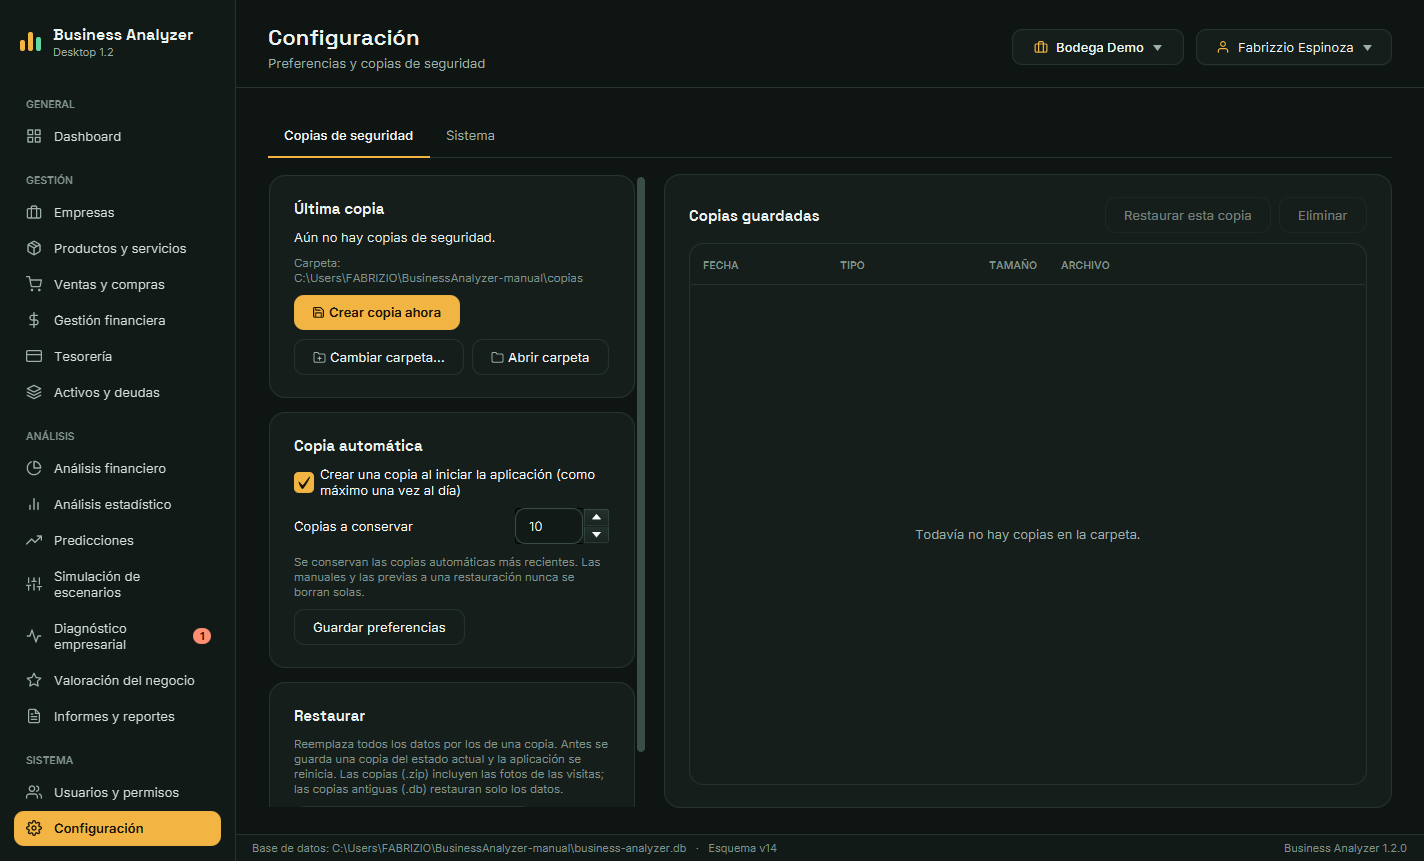 Business Analyzer
Desktop 1.2
GENERAL
Dashboard
GESTIÓN
Empresas
Productos y servicios
Ventas y compras
Gestión financiera
Tesorería
Activos y deudas
ANÁLISIS
Análisis financiero
Análisis estadístico
Predicciones
Simulación de
escenarios
Diagnóstico
empresarial
1
Valoración del negocio
Informes y reportes
SISTEMA
Usuarios y permisos
Configuración
Configuración
Preferencias y copias de seguridad
Bodega Demo
Fabrizzio Espinoza
Copias de seguridad
Sistema
Última copia
Aún no hay copias de seguridad.
Carpeta:
C:\Users\FABRIZIO\BusinessAnalyzer-manual\copias
Crear copia ahora
Cambiar carpeta...
Abrir carpeta
Copia automática
Crear una copia al iniciar la aplicación (como
máximo una vez al día)
Copias a conservar
10
Se conservan las copias automáticas más recientes. Las
manuales y las previas a una restauración nunca se
borran solas.
Guardar preferencias
Restaurar
Reemplaza todos los datos por los de una copia. Antes se
guarda una copia del estado actual y la aplicación se
reinicia. Las copias (.zip) incluyen las fotos de las visitas;
las copias antiguas (.db) restauran solo los datos.
Copias guardadas
Restaurar esta copia
Eliminar
FECHA
TIPO
TAMAÑO
ARCHIVO
Todavía no hay copias en la carpeta.
Base de datos: C:\Users\FABRIZIO\BusinessAnalyzer-manual\business-analyzer.db · Esquema v14
Business Analyzer 1.2.0